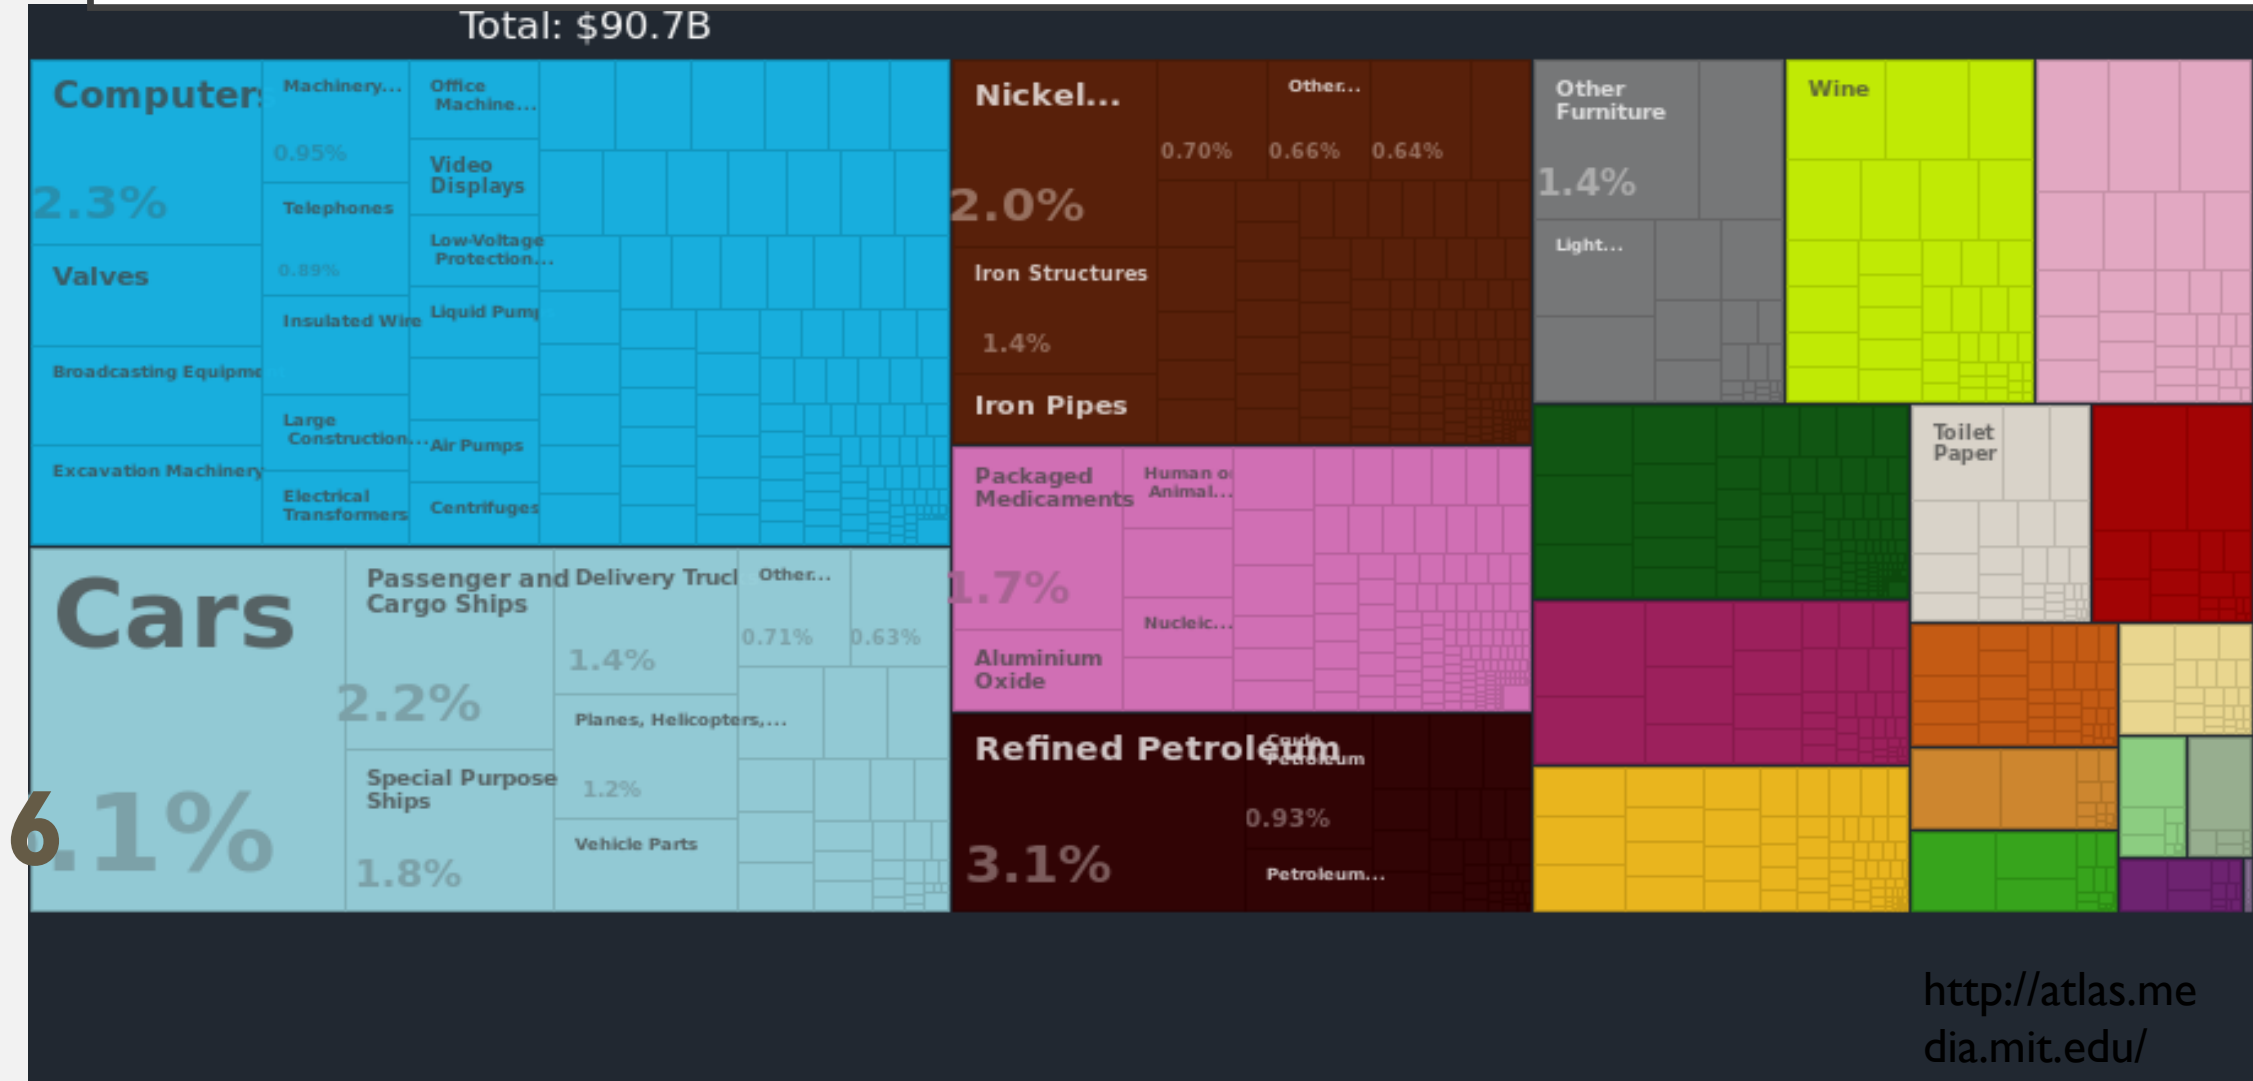 Total: $90.7B
Computers
2.3%
Valves
Broadcasting Equipme
Excavation Machinery
Machinery...
0.95%
Telephones
0.89%
Insulated Wire
Large
Construction...
Electrical
Transformers
Office
Machine...
Video
Displays
Low-Voltage
Protection...
Liquid Pump
Air Pumps
Centrifuges
Cars
6.1%
Passenger and
Cargo Ships
2.2%
Special Purpose
Ships
1.8%
Delivery Truck
1.4%
Planes, Helicopters,...
1.2%
Vehicle Parts
Other...
0.71%
0.63%
Nickel...
2.0%
Iron Structures
1.4%
Iron Pipes
0.70%
Other...
0.66%
0.64%
Packaged
Medicaments
1.7%
Aluminium
Oxide
Human or
Animal...
Nucleic...
Refined Petroleum
3.1%
Crude
Petroleum
0.93%
Petroleum...
Other
Furniture
1.4%
Light...
Wine
Toilet
Paper
http://atlas.me
dia.mit.edu/